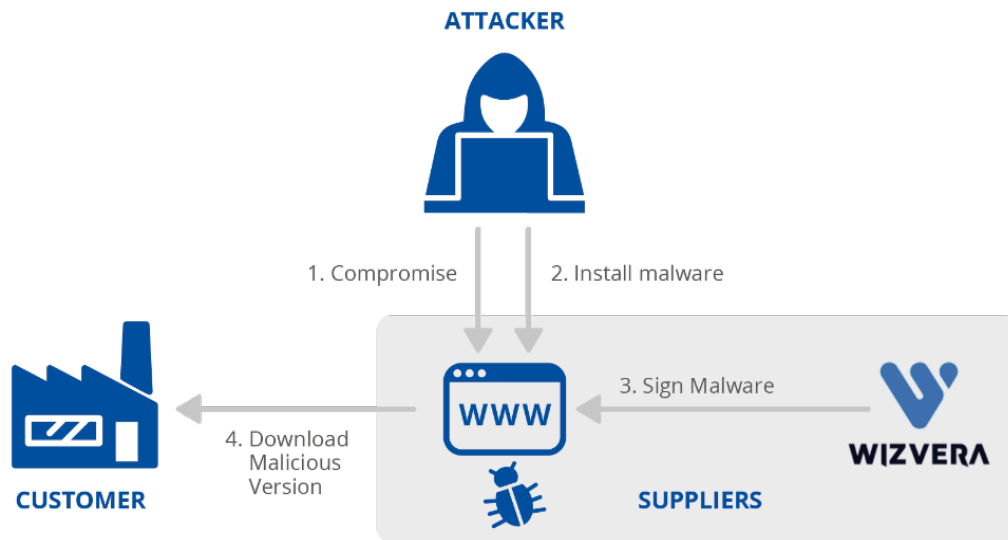 ATTACKER
1. Compromise
2. Install malware
3. Sign Malware
WWW
WIZVERA
4. Download
Malicious
Version
CUSTOMER
SUPPLIERS